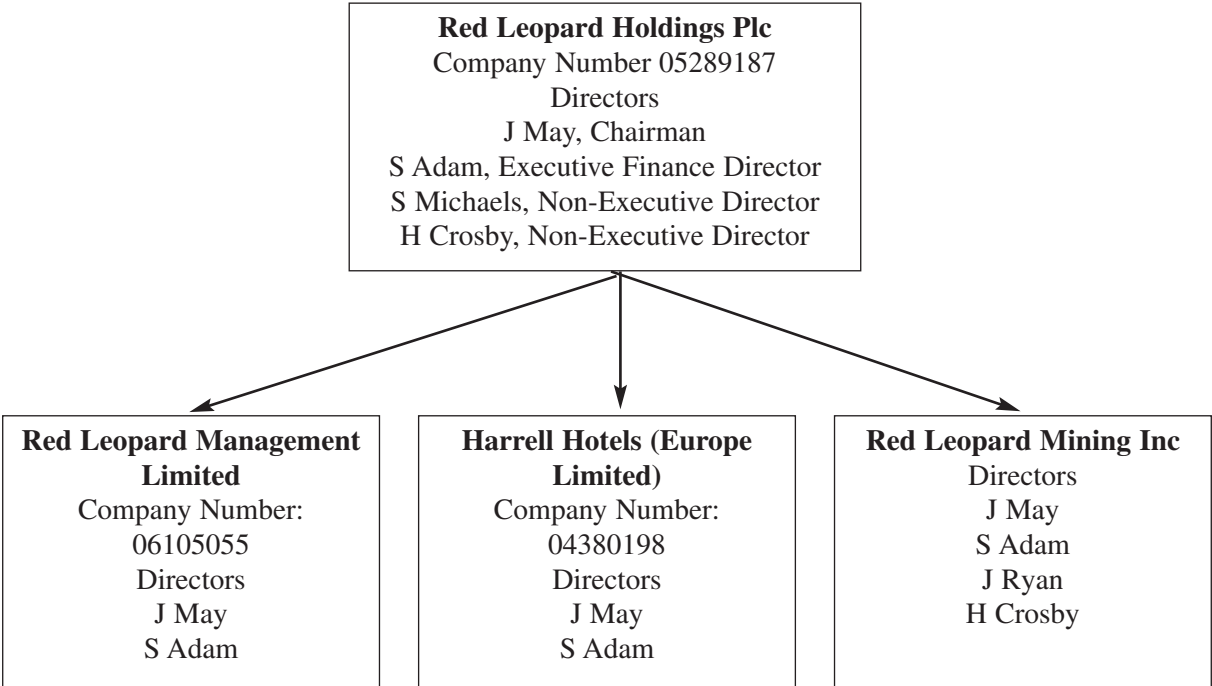 Red Leopard Holdings Plc
Company Number 05289187
Directors
J May, Chairman
S Adam, Executive Finance Director
S Michaels, Non-Executive Director
H Crosby, Non-Executive Director
Red Leopard Management
Limited
Company Number:
06105055
Directors
J May
S Adam
Harrell Hotels (Europe
Limited)
Company Number:
04380198
Directors
J May
S Adam
Red Leopard Mining Inc
Directors
J May
S Adam
J Ryan
H Crosby